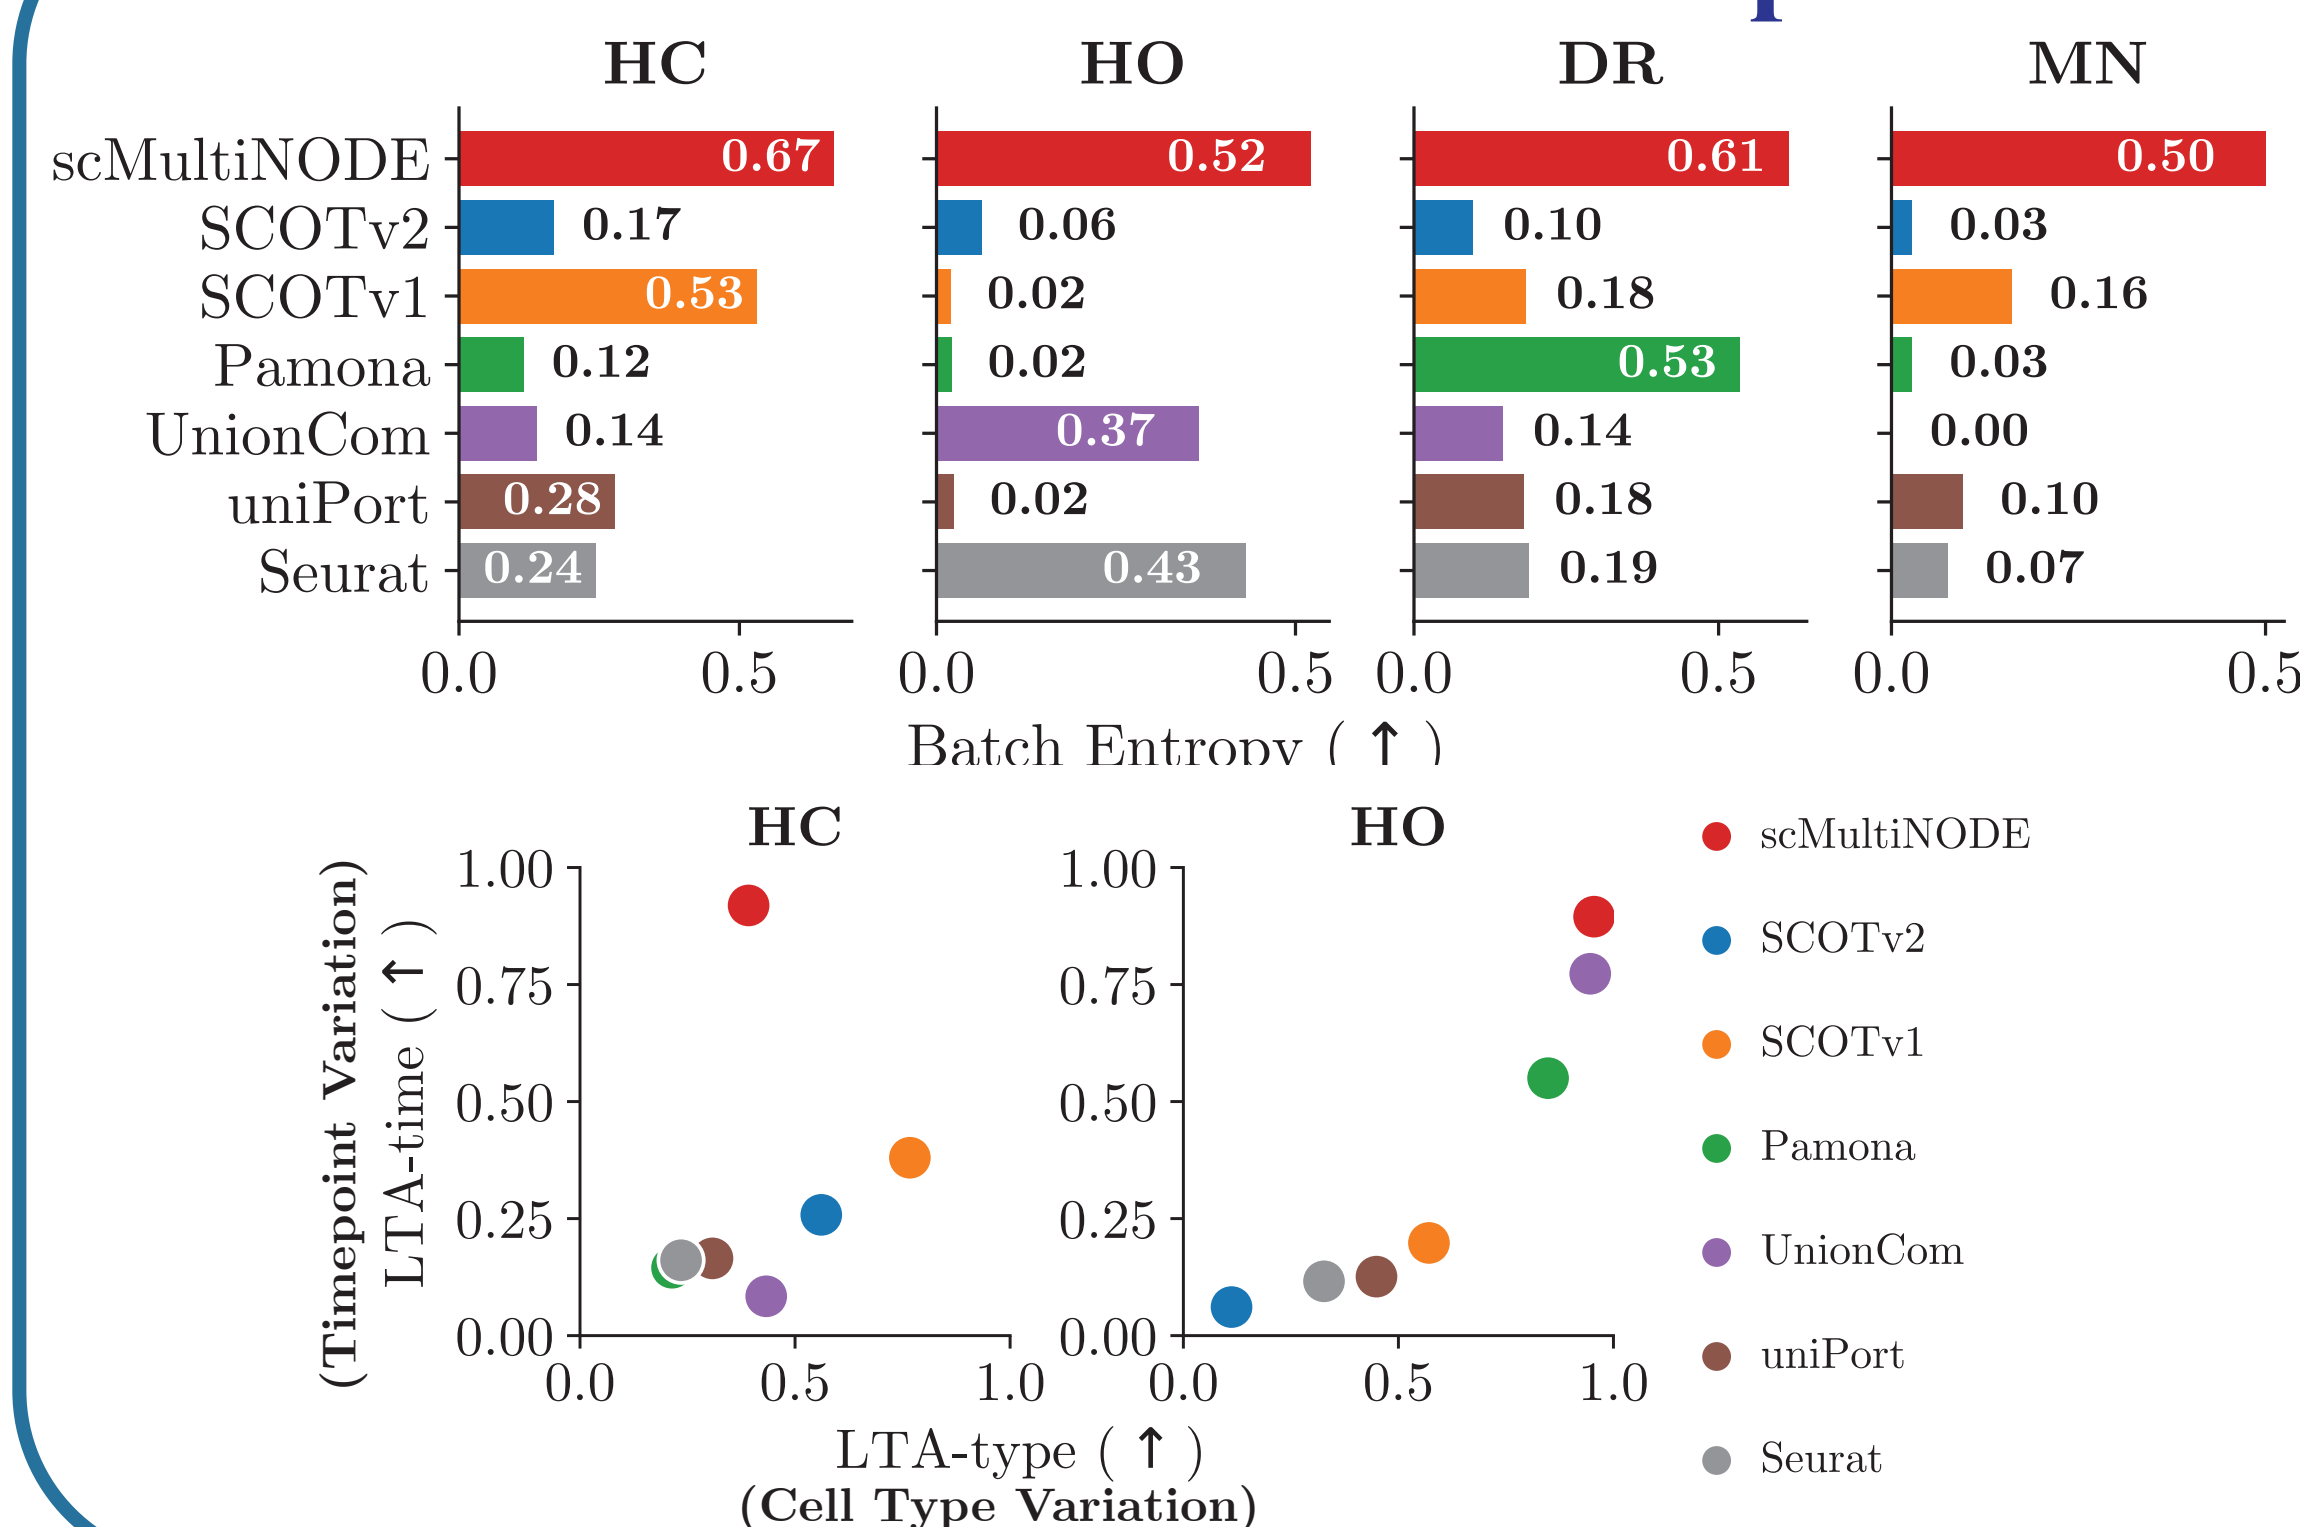 HC HO DR MN
scMultiNODE 0.67 0.52 0.61 0.50
SCOTv2 0.17 0.06 0.10 0.03
SCOTv1 0.53 0.02 0.18 0.16
Pamona 0.12 0.02 0.53 0.03
UnionCom 0.14 0.37 0.14 0.00
uniPort 0.28 0.02 0.18 0.10
Seurat 0.24 0.43 0.19 0.07
0.0 0.5 0.0 0.5 0.0 0.5 0.0 0.5
Batch Entropy (↑)
HC HO
(Timepoint Variation)
LTA-time (↑)
1.00
0.75
0.50
0.25
0.00
0.0 0.5 1.0
1.00
0.75
0.50
0.25
0.00
0.0 0.5 1.0
LTA-type (↑)
(Cell Type Variation)
scMultiNODE
SCOTv2
SCOTv1
Pamona
UnionCom
uniPort
Seurat